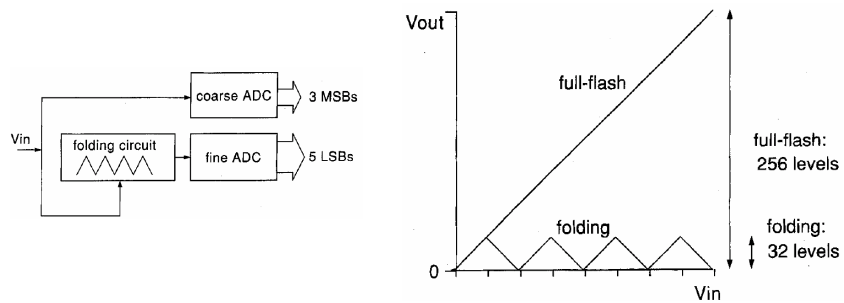 coarse ADC
3 MSBs
Vin
folding circuit
fine ADC
5 LSBs
Vout
full-flash
full-flash:
256 levels
folding
folding:
32 levels
0
Vin